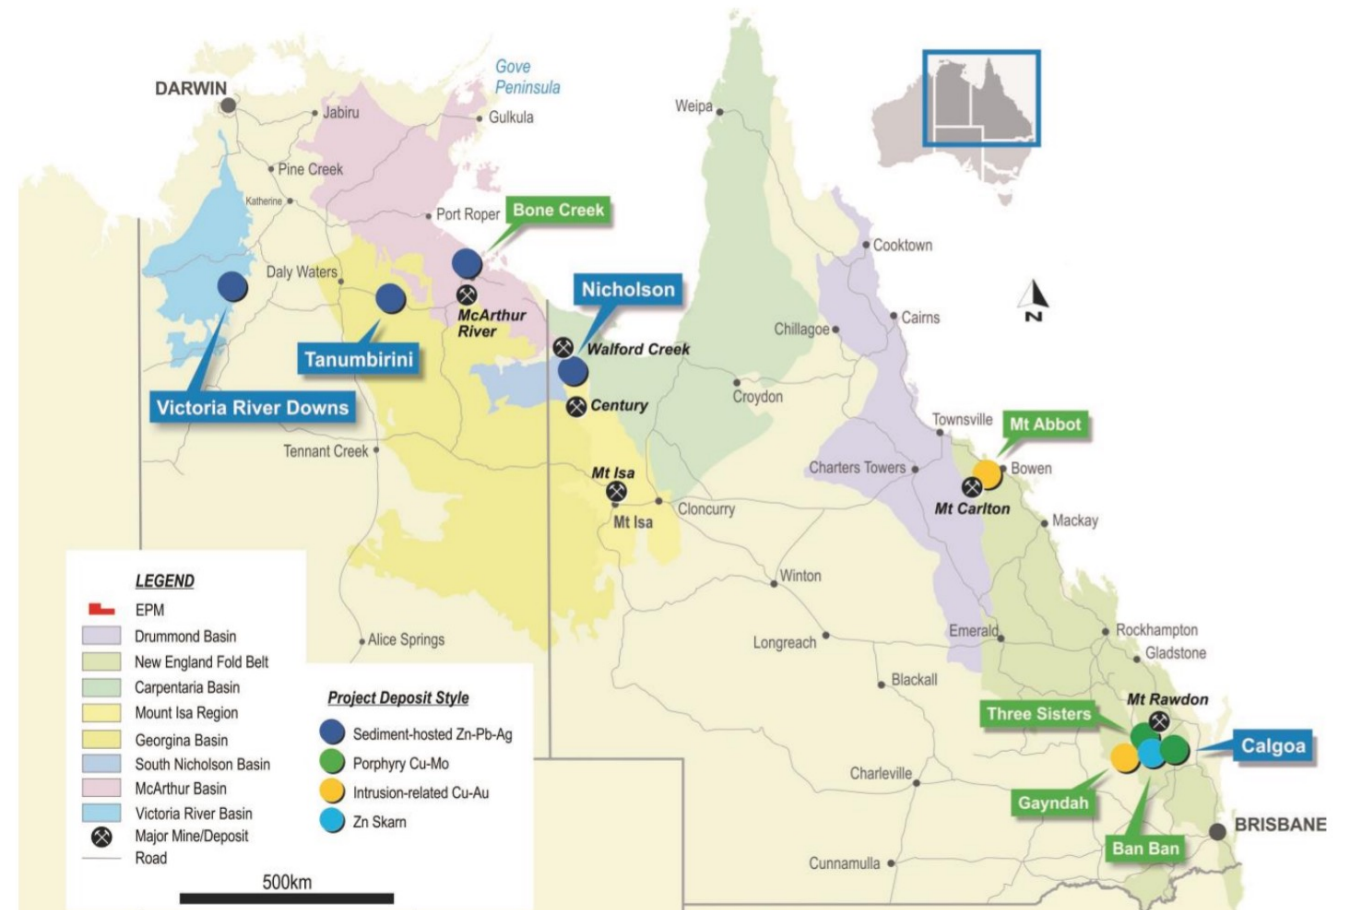 Gove
Peninsula
DARWIN
Jabiru
Gulkula
Weipa
Pine Creek
Katherine
Port Roper
Bone Creek
Cooktown
Daly Waters
Nicholson
McArthur
River
Cairns
Chillagoe
Tanumbirini
Walford Creek
N
Victoria River Downs
Century
Croydon
Townsville
Mt Abbot
Tennant Creek
Charters Towers
Bowen
Mt Isa
Mt Isa
Cloncurry
Mt Carlton
Mackay
Winton
Longreach
Emerald
Rockhampton
Gladstone
Alice Springs
Blackall
Mt Rawdon
Three Sisters
Calgoa
Charleville
Gayndah
BRISBANE
Ban Ban
Cunnamulla
LEGEND
EPM
Drummond Basin
New England Fold Belt
Carpentaria Basin
Mount Isa Region
Georgina Basin
South Nicholson Basin
McArthur Basin
Victoria River Basin
Major Mine/Deposit
Road
500km
Project Deposit Style
Sediment-hosted Zn-Pb-Ag
Porphyry Cu-Mo
Intrusion-related Cu-Au
Zn Skarn